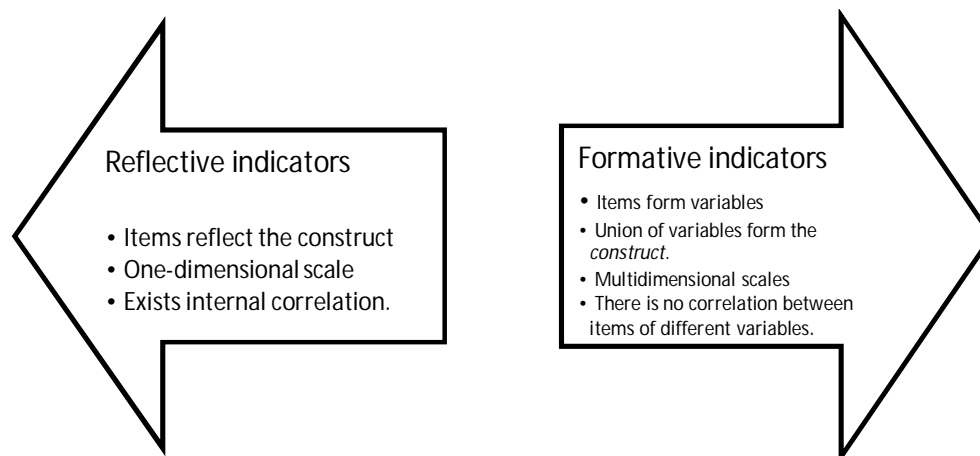 Reflective indicators
• Items reflect the construct
• One-dimensional scale
• Exists internal correlation.
Formative indicators
• Items form variables
• Union of variables form the
construct.
• Multidimensional scales
• There is no correlation between
items of different variables.